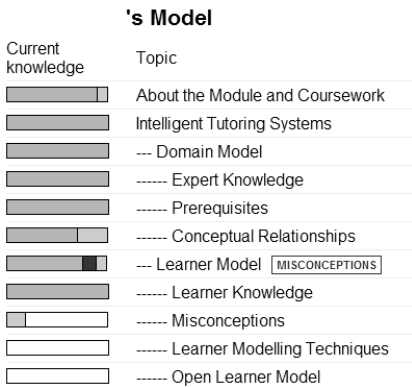 's Model
Current
knowledge
Topic
About the Module and Coursework
Intelligent Tutoring Systems
--- Domain Model
------ Expert Knowledge
------ Prerequisites
------ Conceptual Relationships
--- Learner Model MISCONCEPTIONS
------ Learner Knowledge
------ Misconceptions
------ Learner Modelling Techniques
------ Open Learner Model